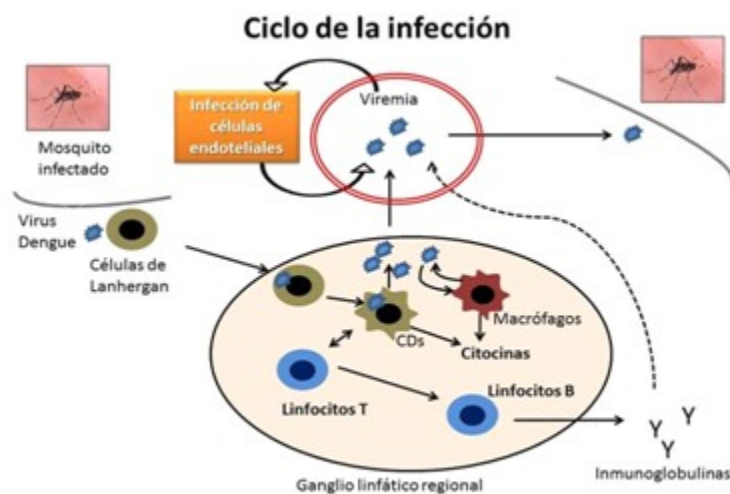 Ciclo de la infección
Mosquito
infectado
Infección de
células
endoteliales
Viremia
Virus
Dengue
Células de
Lanhergan
CDs
Macrófagos
Citocinas
Linfocitos T
Linfocitos B
Ganglio linfático regional
Y Y
Y
Inmunoglobulinas